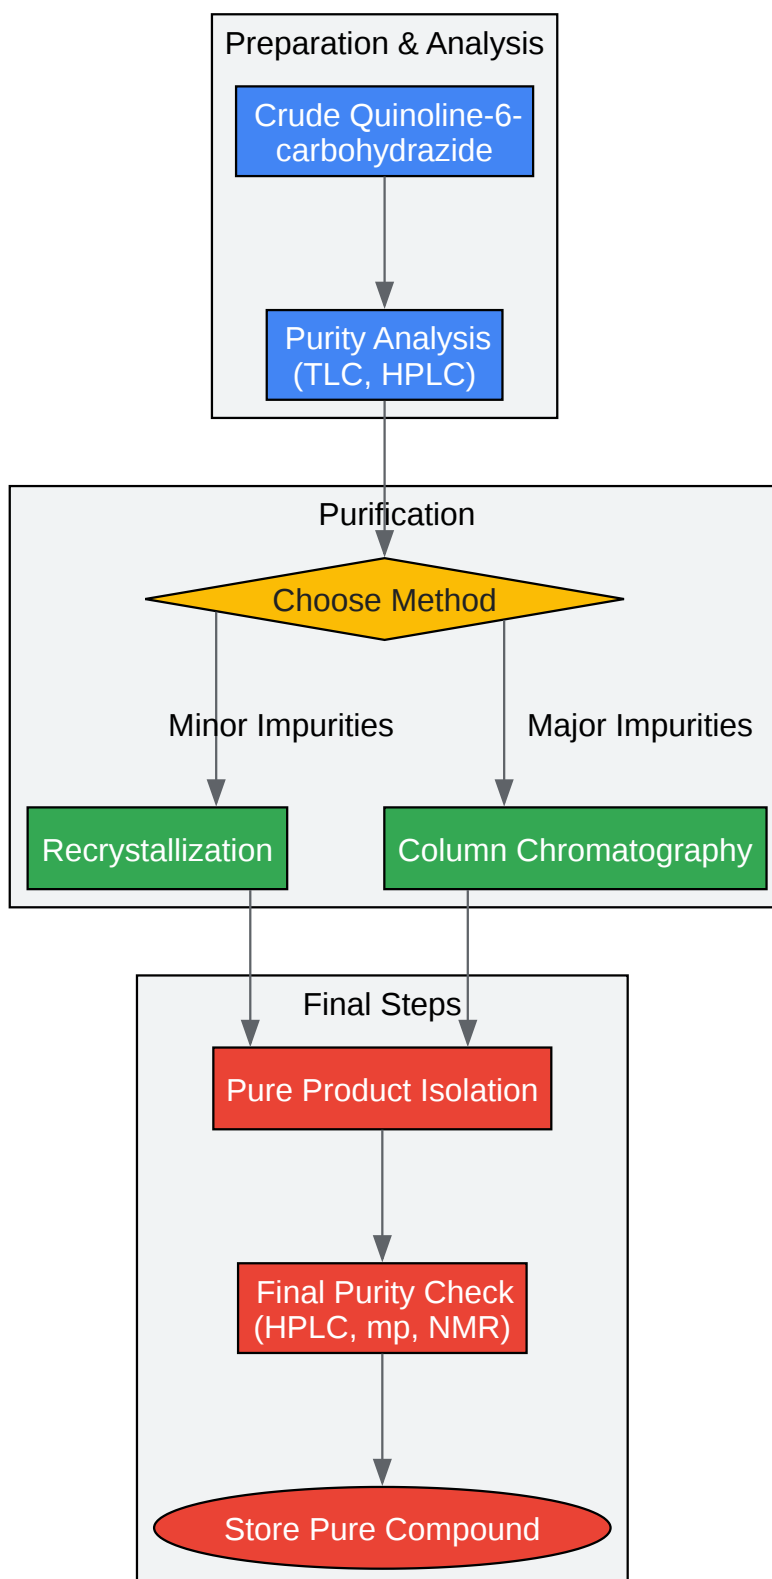 Preparation & Analysis
Crude Quinoline-6-
carbohydrazide
Purity Analysis
(TLC, HPLC)
Purification
Choose Method
Minor Impurities
Major Impurities
Recrystallization
Column Chromatography
Final Steps
Pure Product Isolation
Final Purity Check
(HPLC, mp, NMR)
Store Pure Compound